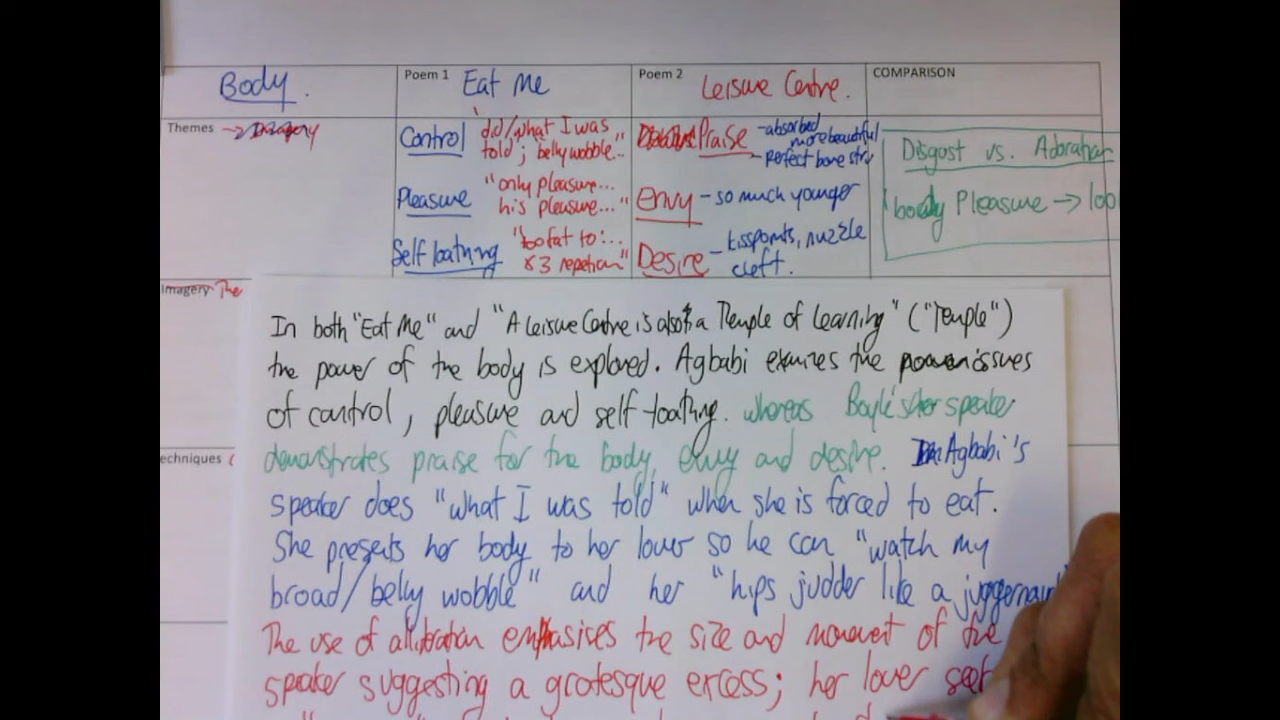 Body.
Poem 1 Eat Me
Poem 2 Leisure Centre.
COMPARISON
Themes → Imagery
Control "did/what I was told"; belly wobble..."
Pleasure "only pleasure... his pleasure..."
Self loathing "too fat to:... x3 repetition"
Praise - absorbed more beautiful
- perfect bone str
Envy - so much younger
Desire - kisspoints, nuzzle cleft.
Disgust vs. Adoration
body Pleasure →
Imagery The
echniques (
In both "Eat Me" and "A Leisure Centre is also a Temple of Learning" ("Temple")
the power of the body is explored. Agbabi examines the issues
of control, pleasure and self-loathing. whereas Boyle's speaker
demonstrates praise for the body, envy and desire. Agbabi's
speaker does "what I was told" when she is forced to eat.
She presents her body to her lover so he can "watch my
broad/belly wobble" and her "hips judder like a juggernaut
The use of alliteration emphasises the size and movement of the
speaker suggesting a grotesque excess; her lover